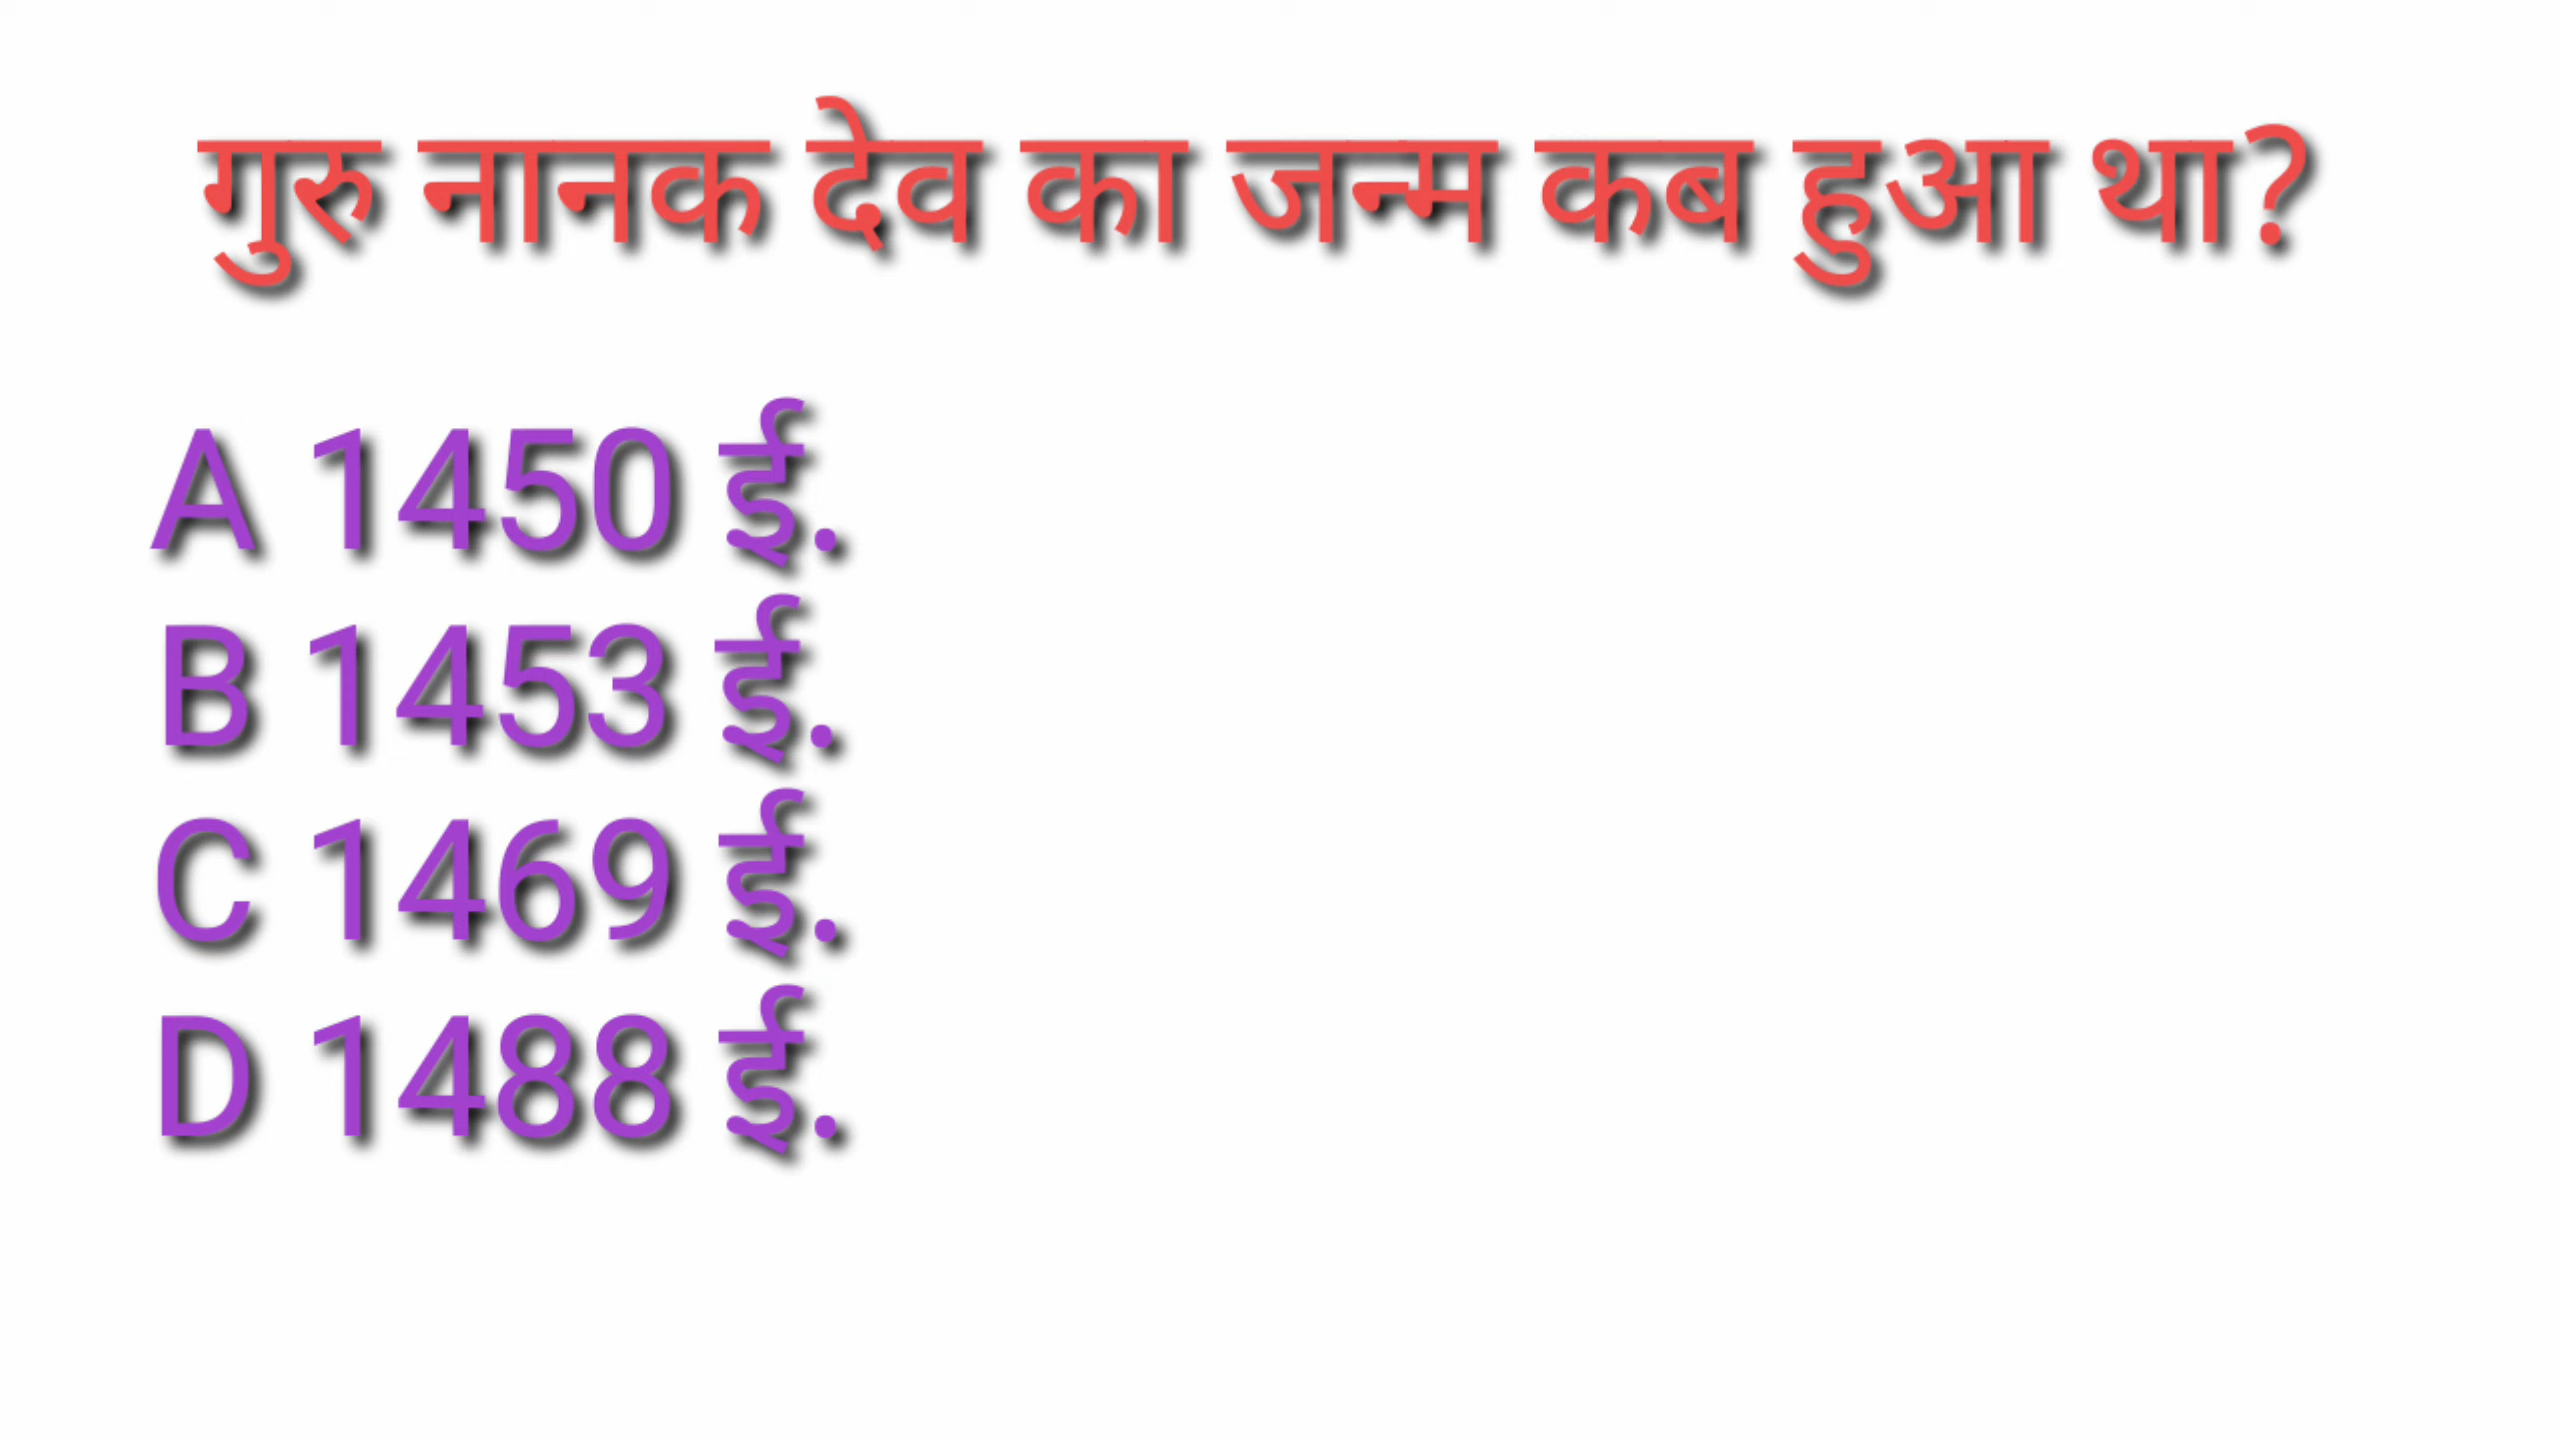 गुरु नानक देव का जन्म कब हुआ था?
A 1450 ई.
B 1453 ई.
C 1469 ई.
D 1488 ई.